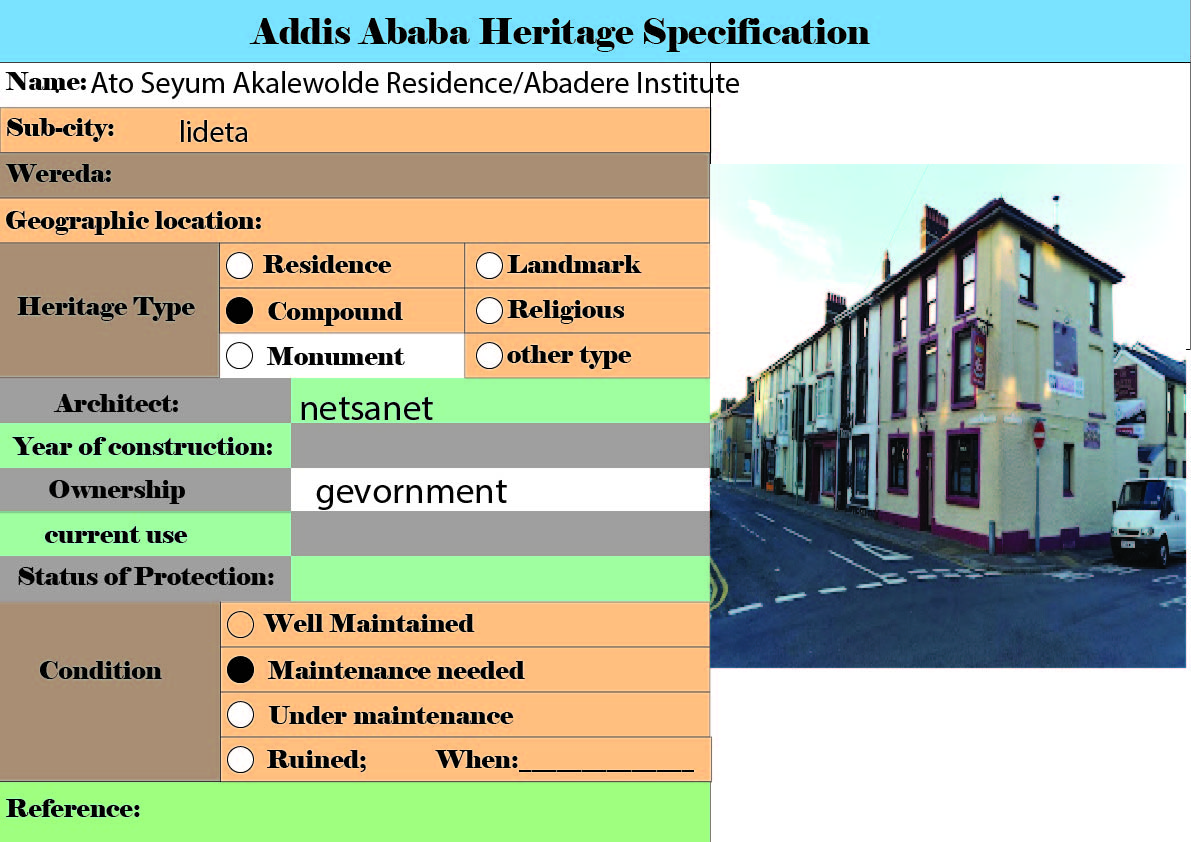 Addis Ababa Heritage Specification
Name: Ato Seyum Akalewolde Residence/Abadere Institute
Sub-city: lideta
Wereda:
Geographic location:
Heritage Type
Residence
Landmark
Compound
Religious
Monument
other type
Architect: netsanet
Year of construction:
Ownership gevornment
current use
Status of Protection:
Condition
Well Maintained
Maintenance needed
Under maintenance
Ruined; When:______________
Reference: